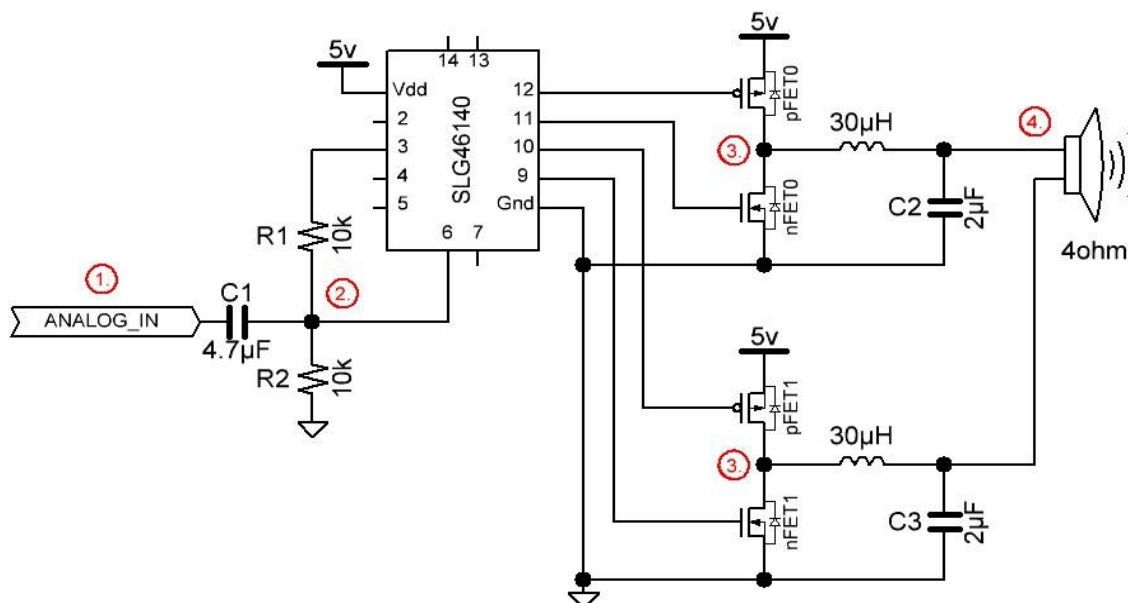 5v
14 13
Vdd
2
3
4
5
6
7
SLG46140
12
11
10
9
Gnd
R1
10k
R2
10k
1.
ANALOG_IN
C1
4.7µF
2.
5v
pFET0
3.
nFET0
30µH
C2
2µF
4.
4ohm
5v
pFET1
3.
nFET1
30µH
C3
2µF